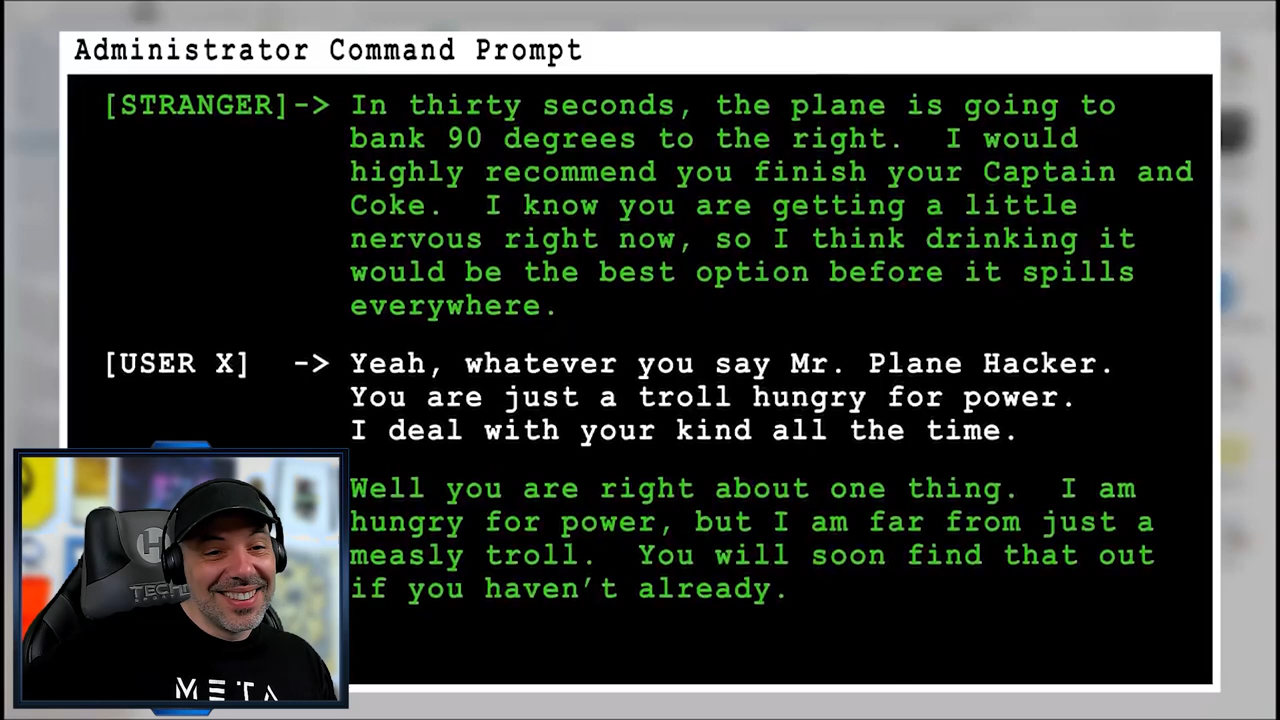 Administrator Command Prompt
[STRANGER]-> In thirty seconds, the plane is going to
bank 90 degrees to the right. I would
highly recommend you finish your Captain and
Coke. I know you are getting a little
nervous right now, so I think drinking it
would be the best option before it spills
everywhere.
[USER X] -> Yeah, whatever you say Mr. Plane Hacker.
You are just a troll hungry for power.
I deal with your kind all the time.
Well you are right about one thing. I am
hungry for power, but I am far from just a
measly troll. You will soon find that out
if you haven't already.
META